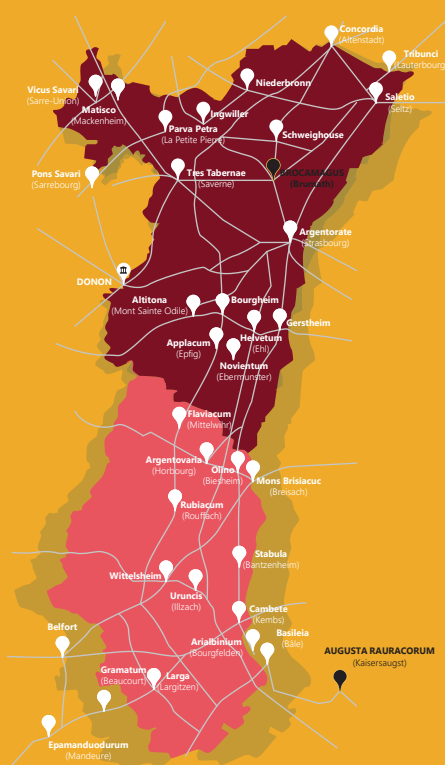 Concordia
(Altenstadt)
Tribunci
(Lauterbourg)
Niederbronn
Vicus Savari
(Sarre-Union)
Saletio
(Seltz)
Matisco
(Mackenheim)
Ingwiller
Parva Petra
(La Petite Pierre)
Schweighouse
Pons Savari
(Sarrebourg)
Tres Tabernae
(Saverne)
BROCAMAGUS
(Brumath)
Argentorate
(Strasbourg)
DONON
Altitona
(Mont Sainte Odile)
Bourgheim
Gerstheim
Applacum
(Epfig)
Helvetum
(Ehl)
Novientum
(Ebermunster)
Flaviacum
(Mittelwihr)
Argentovaria
(Horbourg)
Olino
(Biesheim)
Mons Brisiacuc
(Breisach)
Rubiacum
(Rouffach)
Stabula
(Bantzenheim)
Wittelsheim
Uruncis
(Illzach)
Cambete
(Kembs)
Belfort
Arialbinium
(Bourgfelden)
Basileia
(Bâle)
AUGUSTA RAURACORUM
(Kaisersaugst)
Gramatum
(Beaucourt)
Larga
(Largitzen)
Epamanduodurum
(Mandeure)